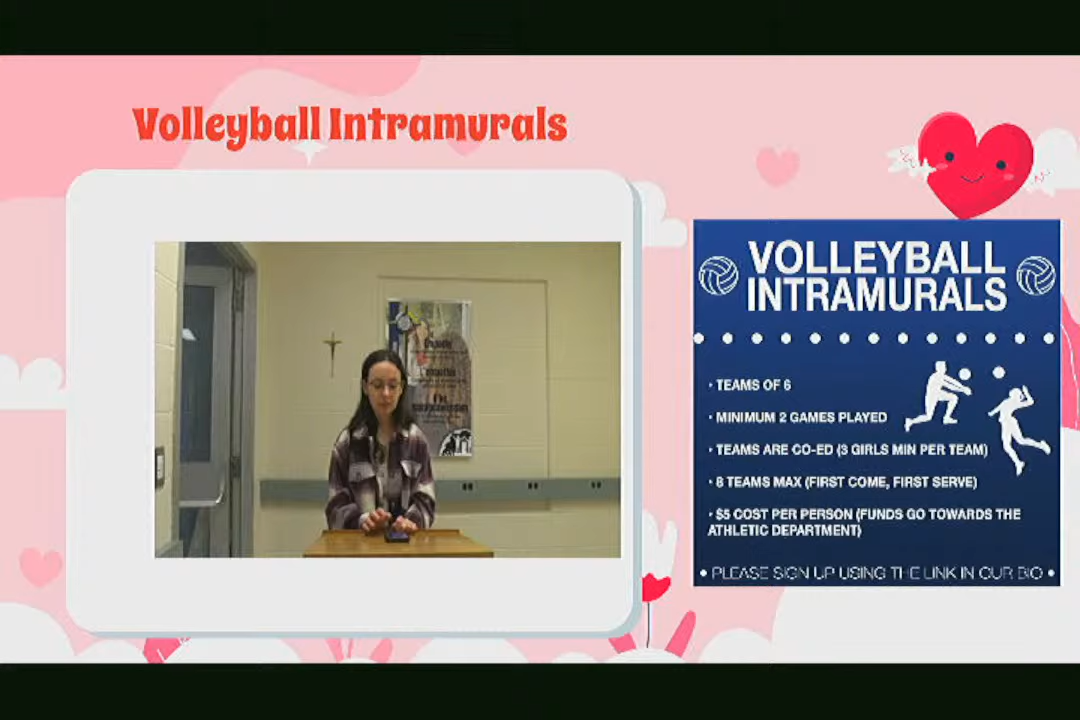 Volleyball Intramurals
VOLLEYBALL
INTRAMURALS
• TEAMS OF 6
• MINIMUM 2 GAMES PLAYED
• TEAMS ARE CO-ED (3 GIRLS MIN PER TEAM)
• 8 TEAMS MAX (FIRST COME, FIRST SERVE)
• $5 COST PER PERSON (FUNDS GO TOWARDS THE
ATHLETIC DEPARTMENT)
• PLEASE SIGN UP USING THE LINK IN OUR BIO •